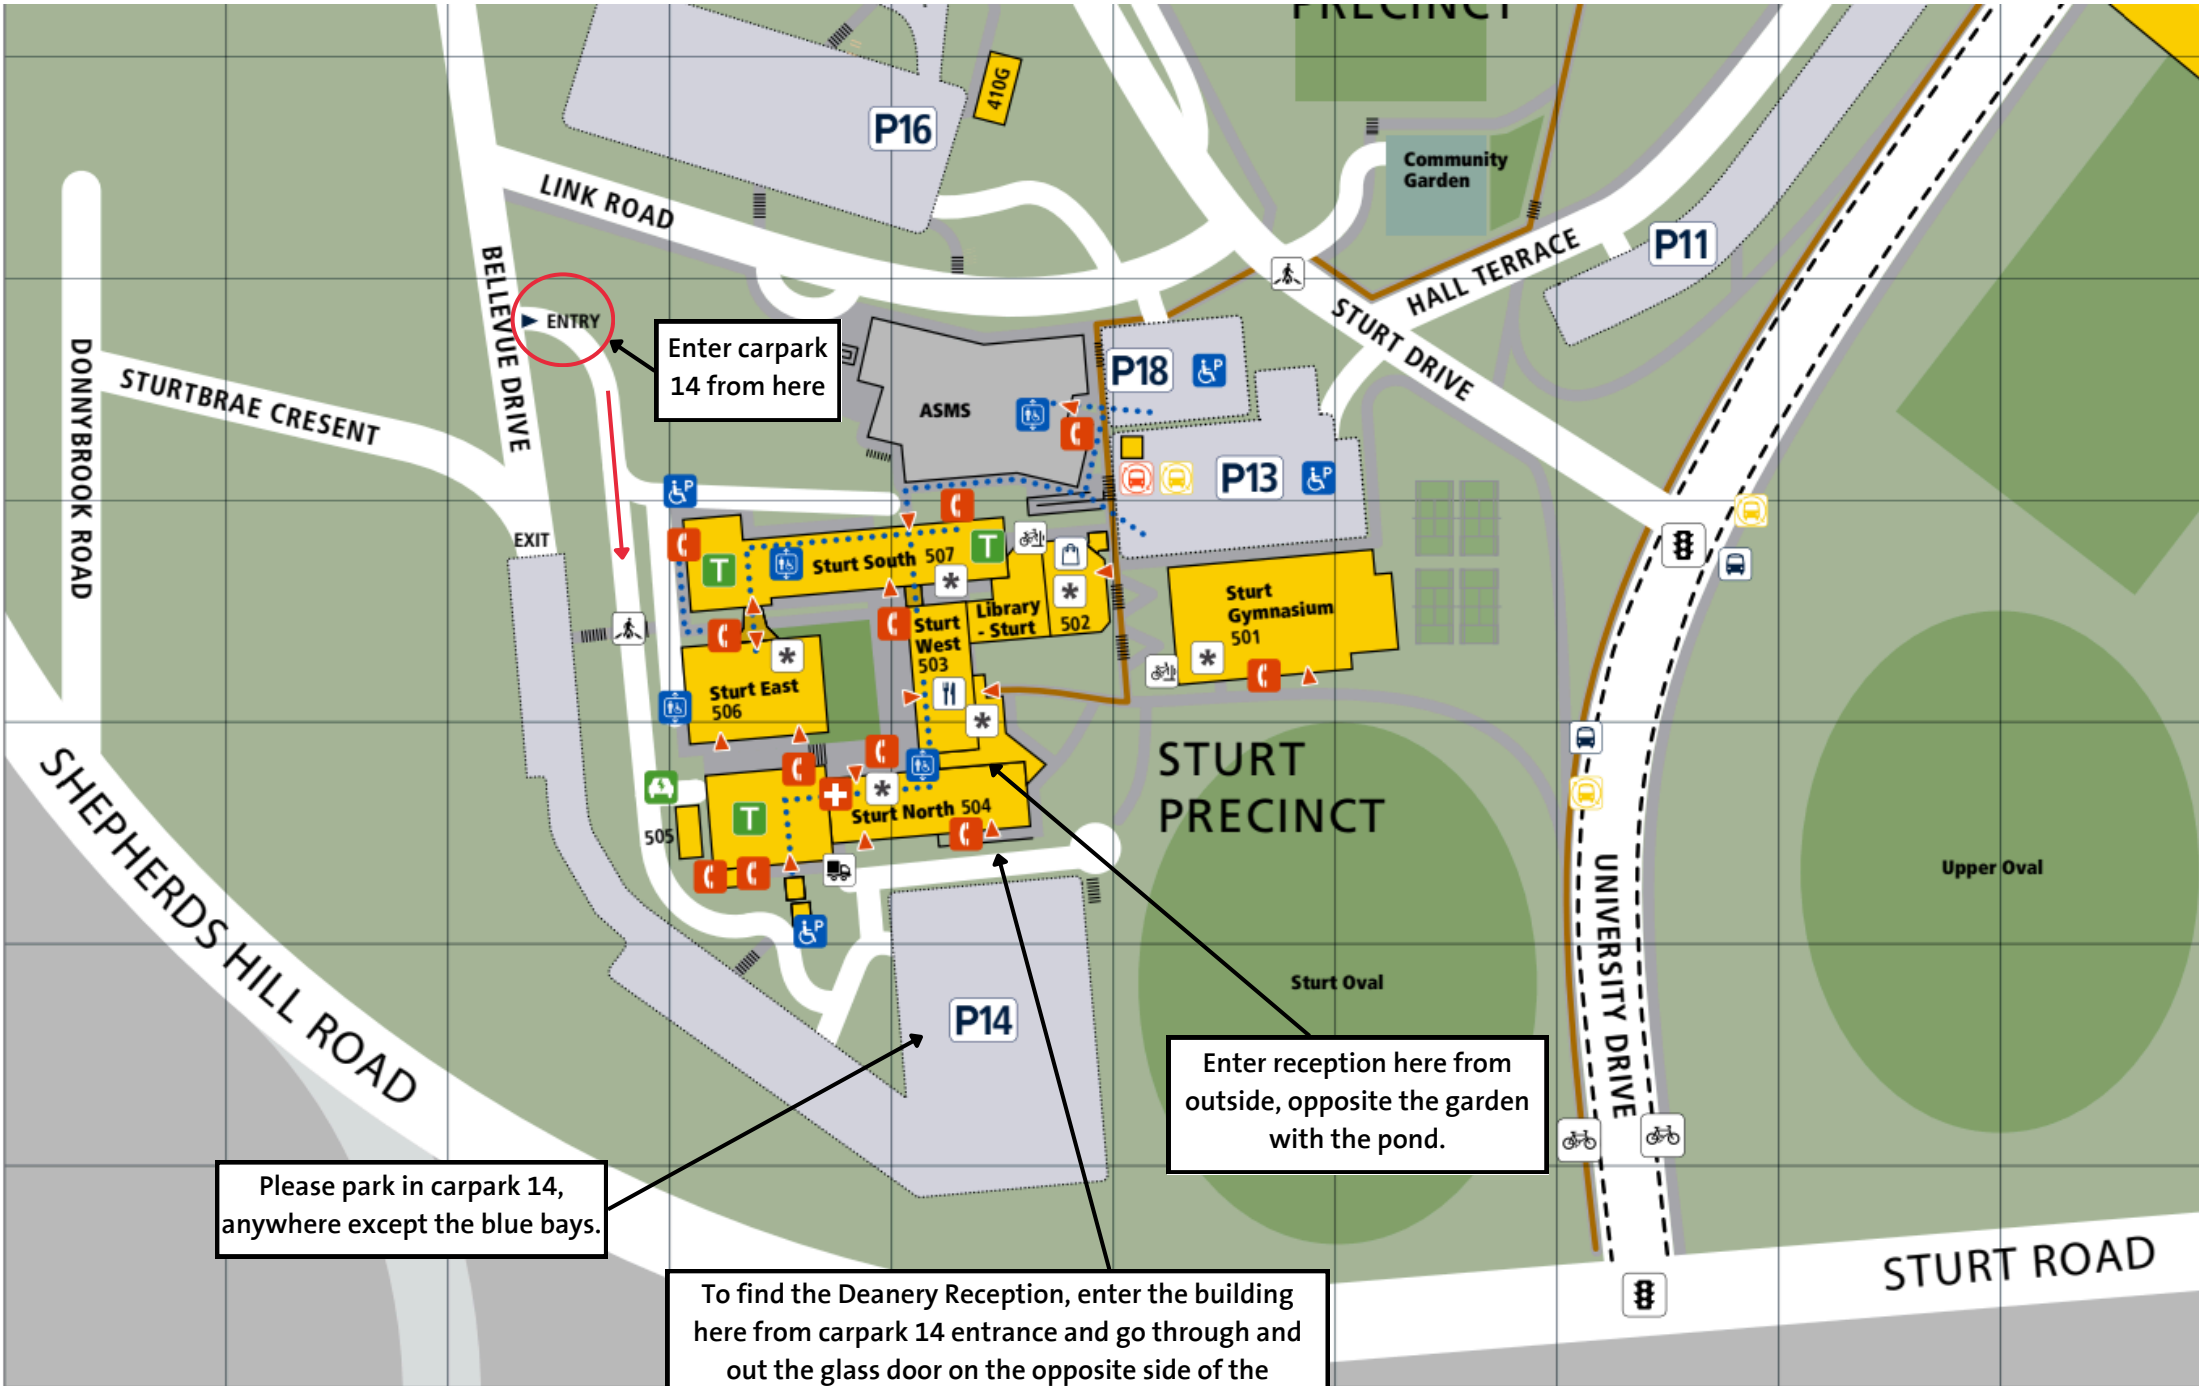 PRECINCT
410G
P16
LINK ROAD
Community
Garden
P11
HALL TERRACE
BELLEVUE DRIVE
ENTRY
Enter carpark
14 from here
STURT DRIVE
DONNYBROOK ROAD
STURTBRAE CRESENT
ASMS
P18
P
P13
P
P
EXIT
T
Sturt South 507
T
Sturt
Gymnasium
501
Library
- Sturt
502
Sturt
West
503
Sturt East
506
STURT
PRECINCT
SHEPHERDS HILL ROAD
505
T
Sturt North 504
UNIVERSITY DRIVE
Upper Oval
P
Sturt Oval
P14
Enter reception here from
outside, opposite the garden
with the pond.
Please park in carpark 14,
anywhere except the blue bays.
STURT ROAD
To find the Deanery Reception, enter the building
here from carpark 14 entrance and go through and
out the glass door on the opposite side of the